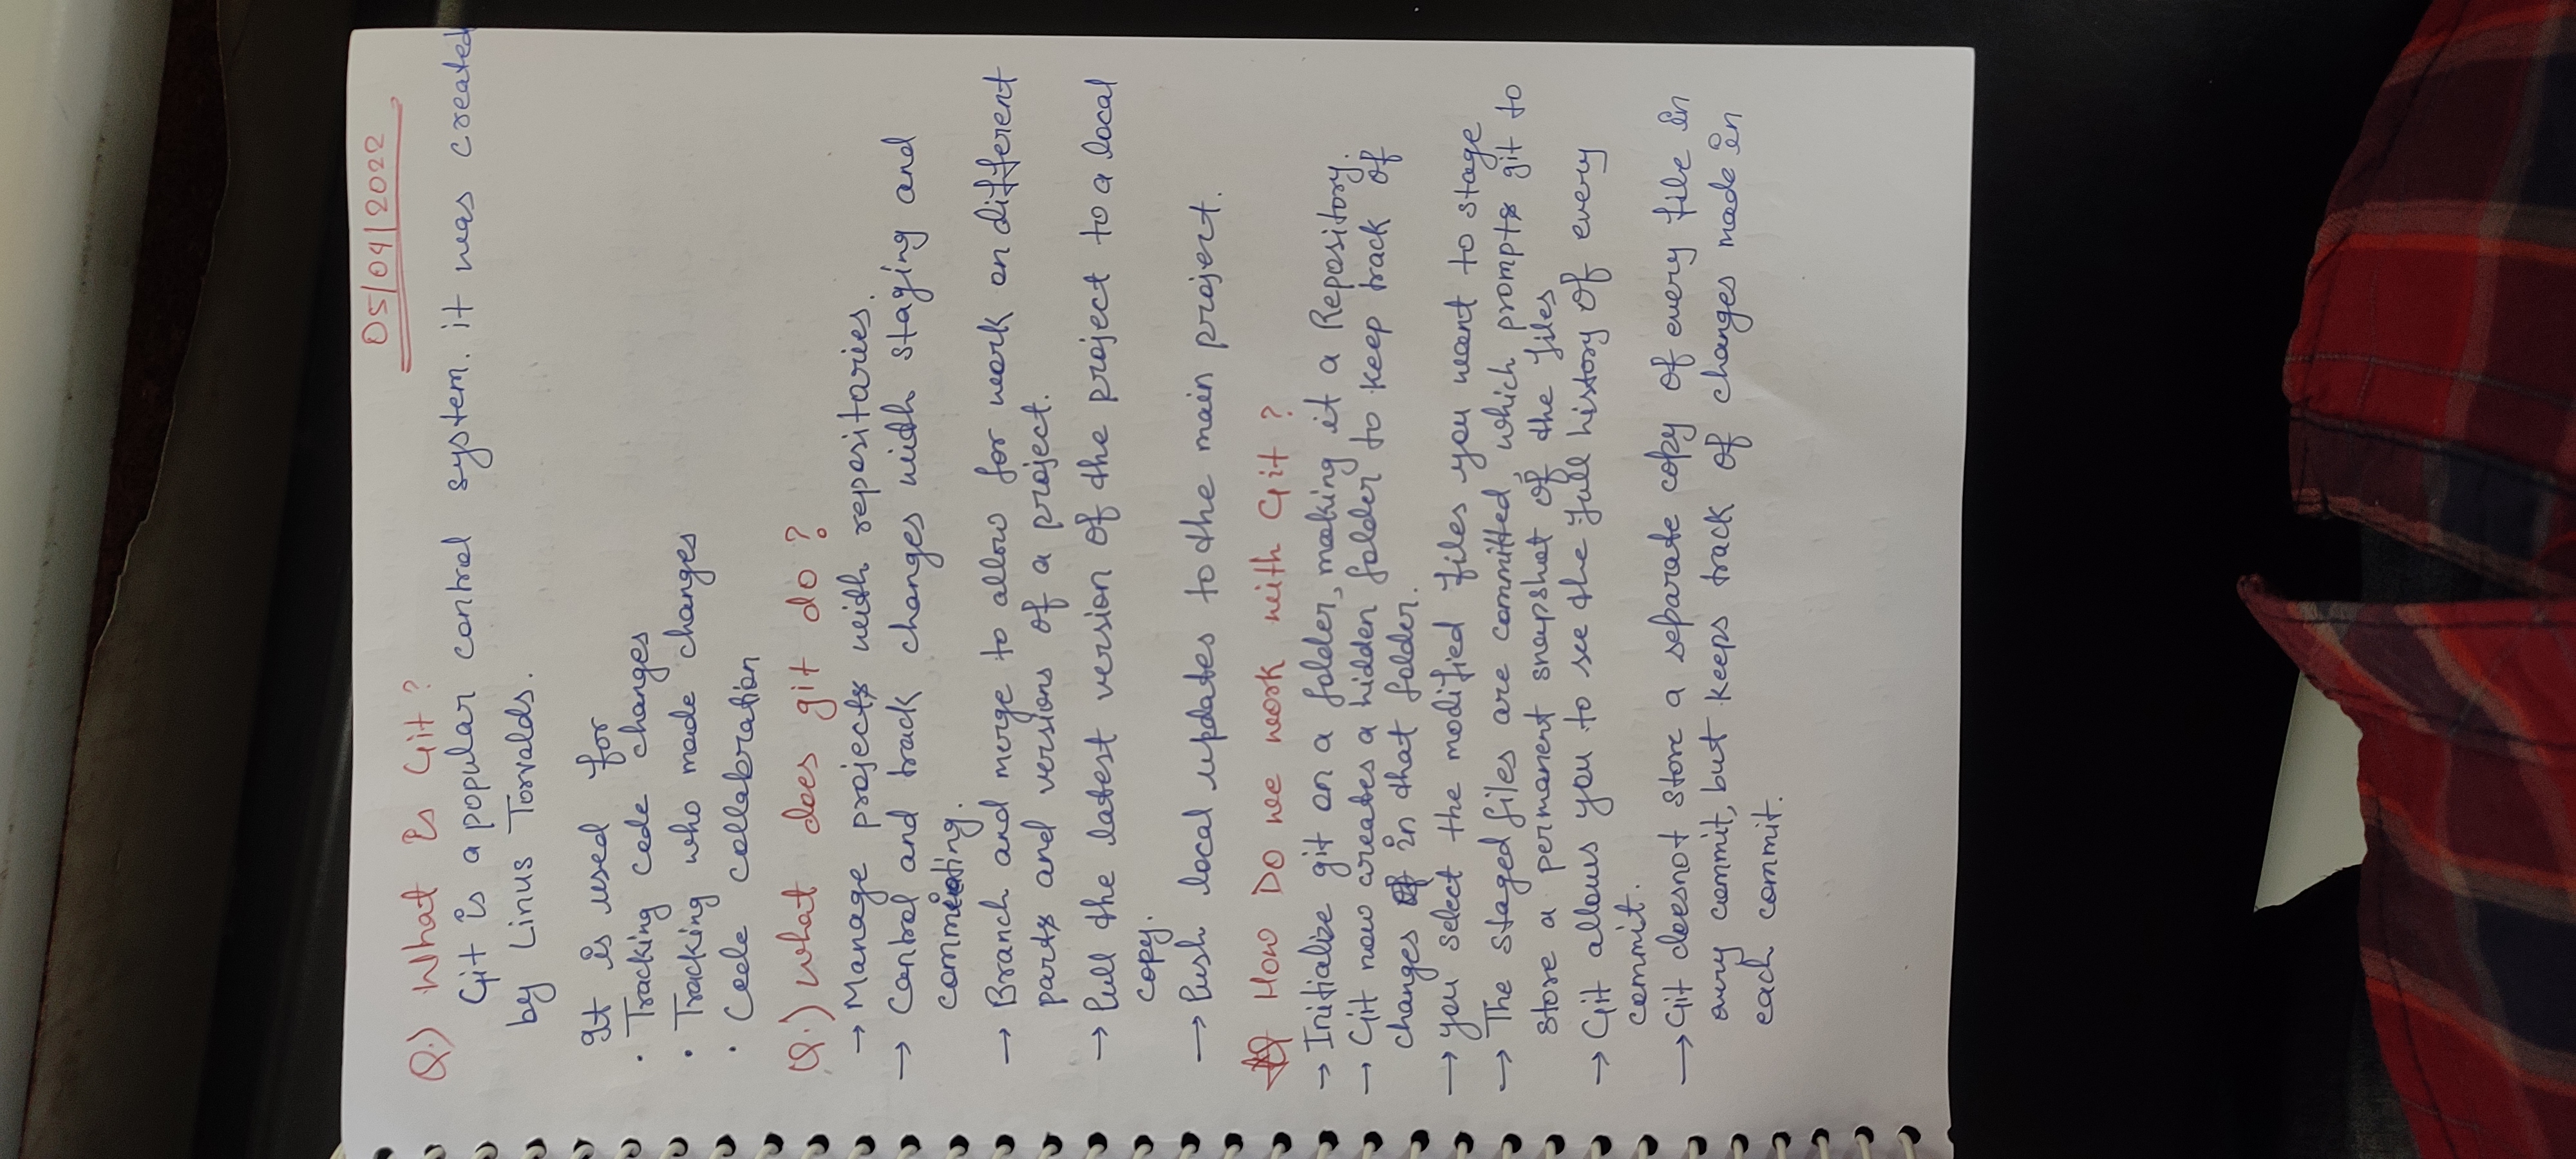 05/04/2022
Q.) What Is Git?
Git is a popular control system. it was created
by Linus Torvalds.
It is used for
· Tracking code changes
· Tracking who made changes
· Code collabration
Q.) what does git do?
→ Manage projects with repositaries.
→ Control and track changes with staging and
committing.
→ Branch and merge to allow for work on different
parts and versions of a project.
→ Pull the latest version of the project to a local
copy.
→ Push local updates to the main project.
How Do we work with Git?
→ Initialize git on a folder, making it a Repository.
→ Git now creates a hidden folder to keep track of
changes in that folder.
→ you select the modified files you want to stage
→ The staged files are committed, which prompts git to
store a permanent snapshot of the files
→ Git allows you to see the full history of every
commit.
→ Git doesnot store a separate copy of every file in
every commit, but keeps track of changes made in
each commit.